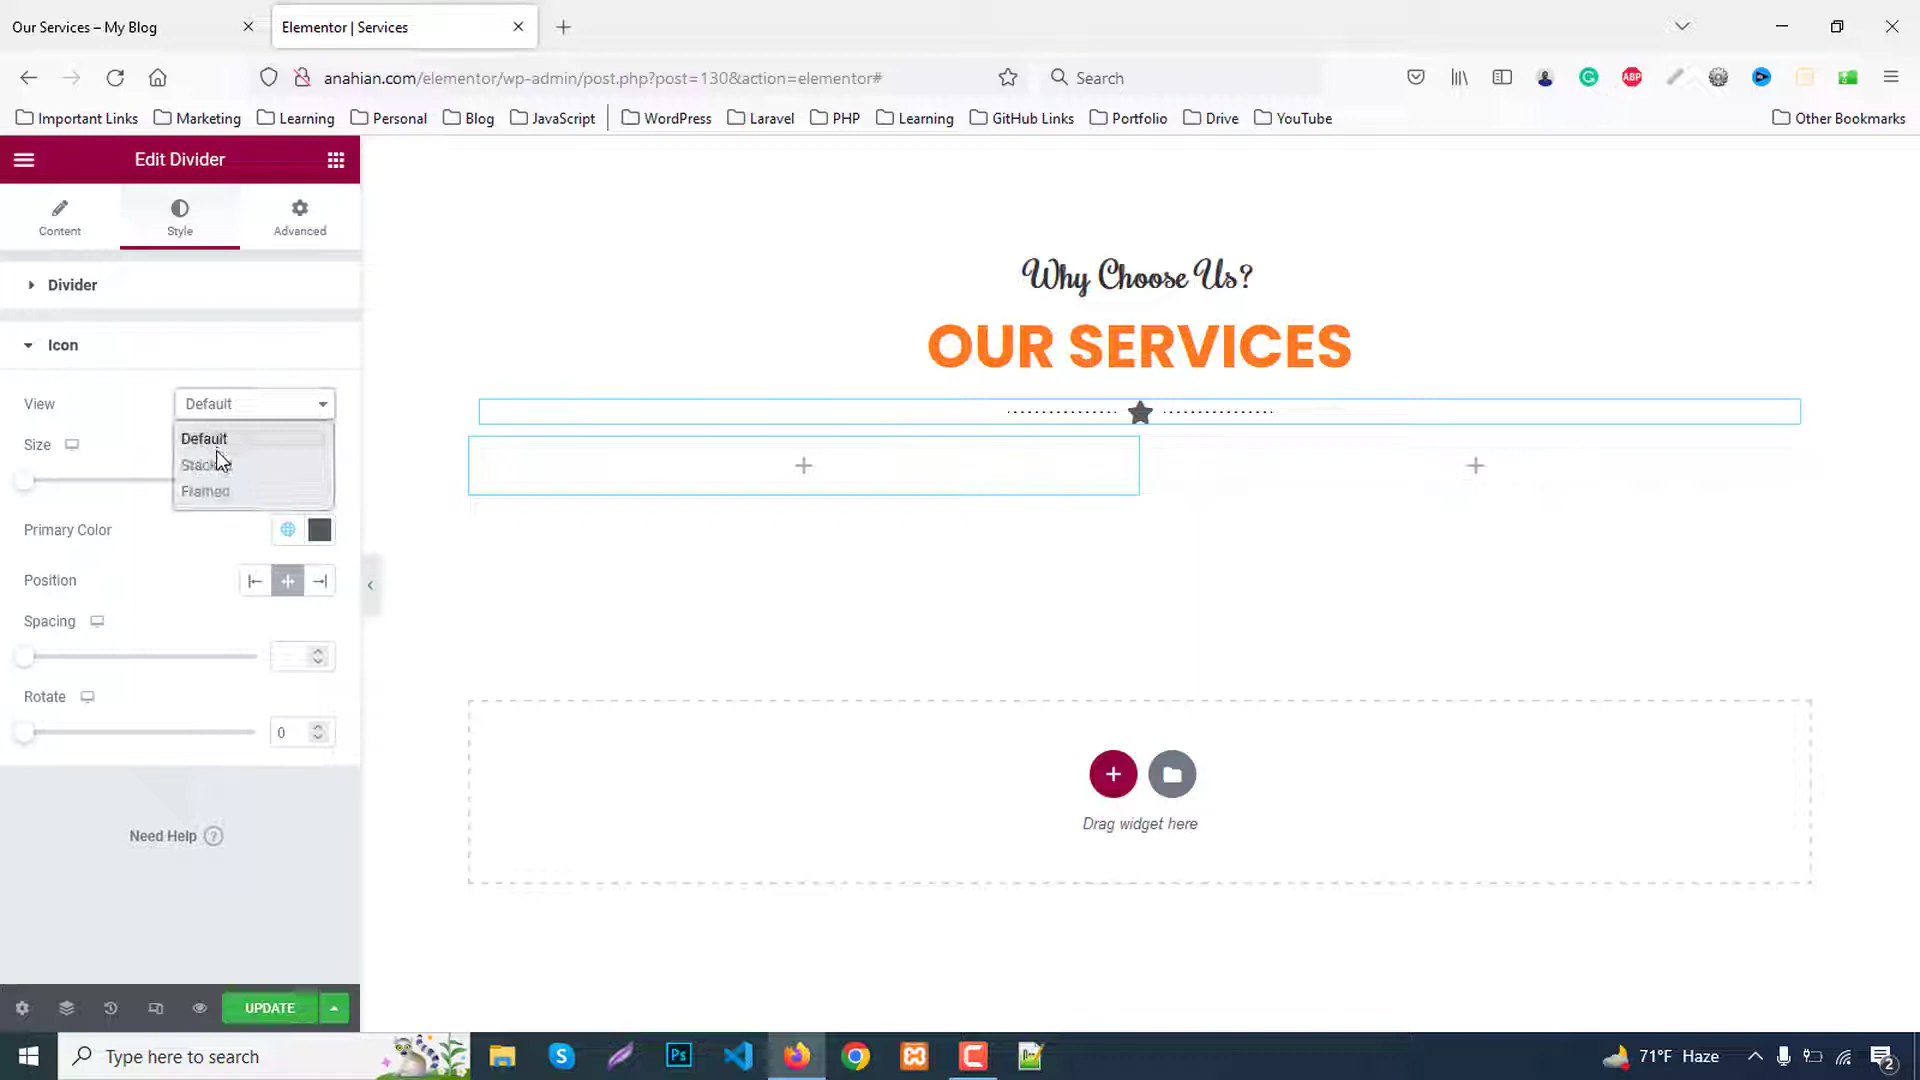 Our Services – My Blog
Elementor | Services
anahian.com/elementor/wp-admin/post.php?post=130&action=elementor#
Search
ABP
Important Links
Marketing
Learning
Personal
Blog
JavaScript
WordPress
Laravel
PHP
Learning
GitHub Links
Portfolio
Drive
YouTube
Other Bookmarks
Edit Divider
Content
Style
Advanced
Divider
Icon
View
Default
Default
Framed
Size
Primary Color
Position
Spacing
Rotate
0
Need Help
UPDATE
Why Choose Us?
OUR SERVICES
Drag widget here
Type here to search
Ps
71°F Haze
2